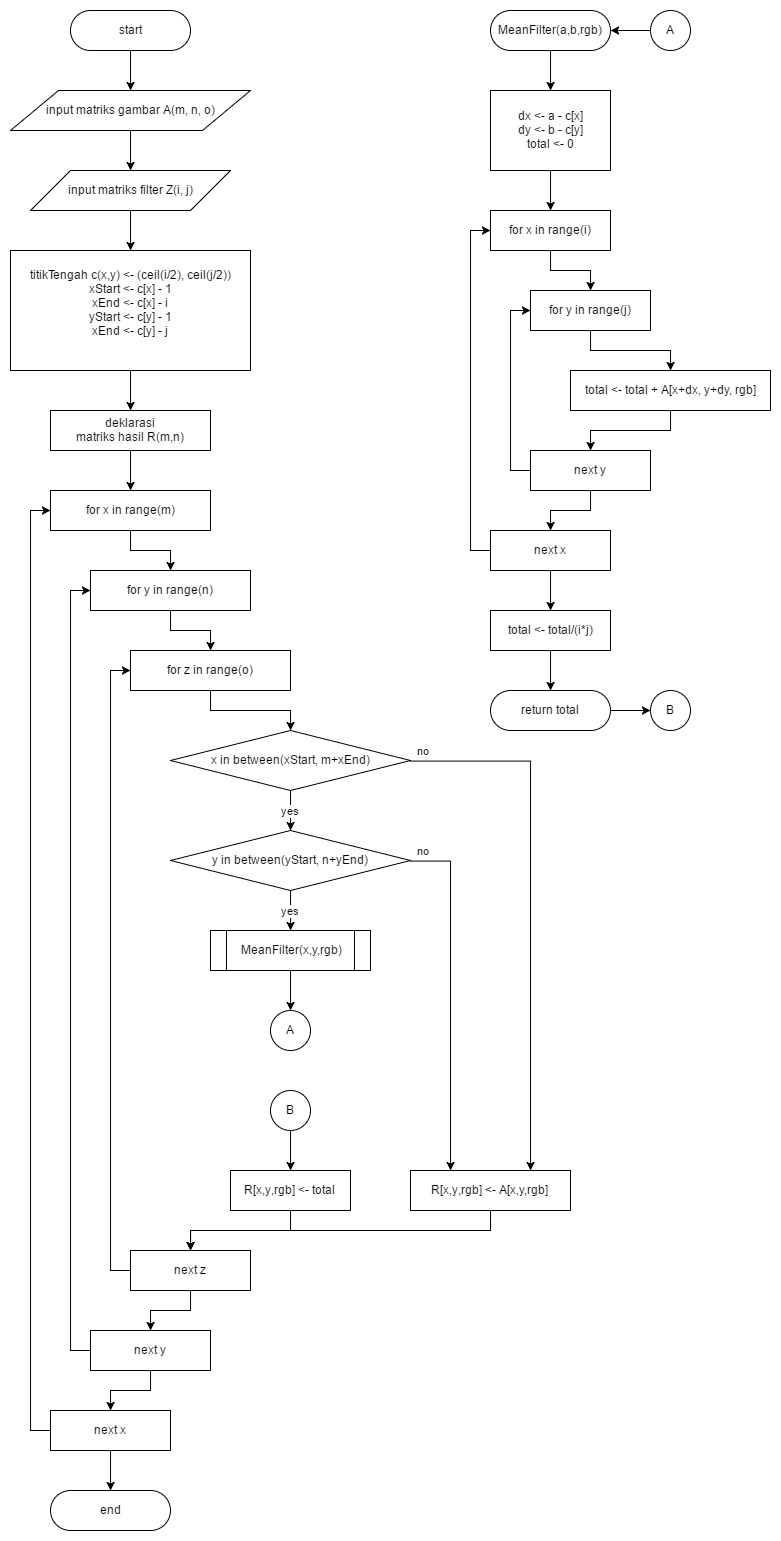 start
input matriks gambar A(m, n, o)
input matriks filter Z(i, j)
titikTengah c(x,y) <- (ceil(i/2), ceil(j/2))
xStart <- c[x] - 1
xEnd <- c[x] - i
yStart <- c[y] - 1
xEnd <- c[y] - j
deklarasi
matriks hasil R(m,n)
for x in range(m)
for y in range(n)
for z in range(o)
x in between(xStart, m+xEnd)
no
yes
y in between(yStart, n+yEnd)
no
yes
MeanFilter(x,y,rgb)
A
B
R[x,y,rgb] <- total
R[x,y,rgb] <- A[x,y,rgb]
next z
next y
next x
end
MeanFilter(a,b,rgb)
A
dx <- a - c[x]
dy <- b - c[y]
total <- 0
for x in range(i)
for y in range(j)
total <- total + A[x+dx, y+dy, rgb]
next y
next x
total <- total/(i*j)
return total
B